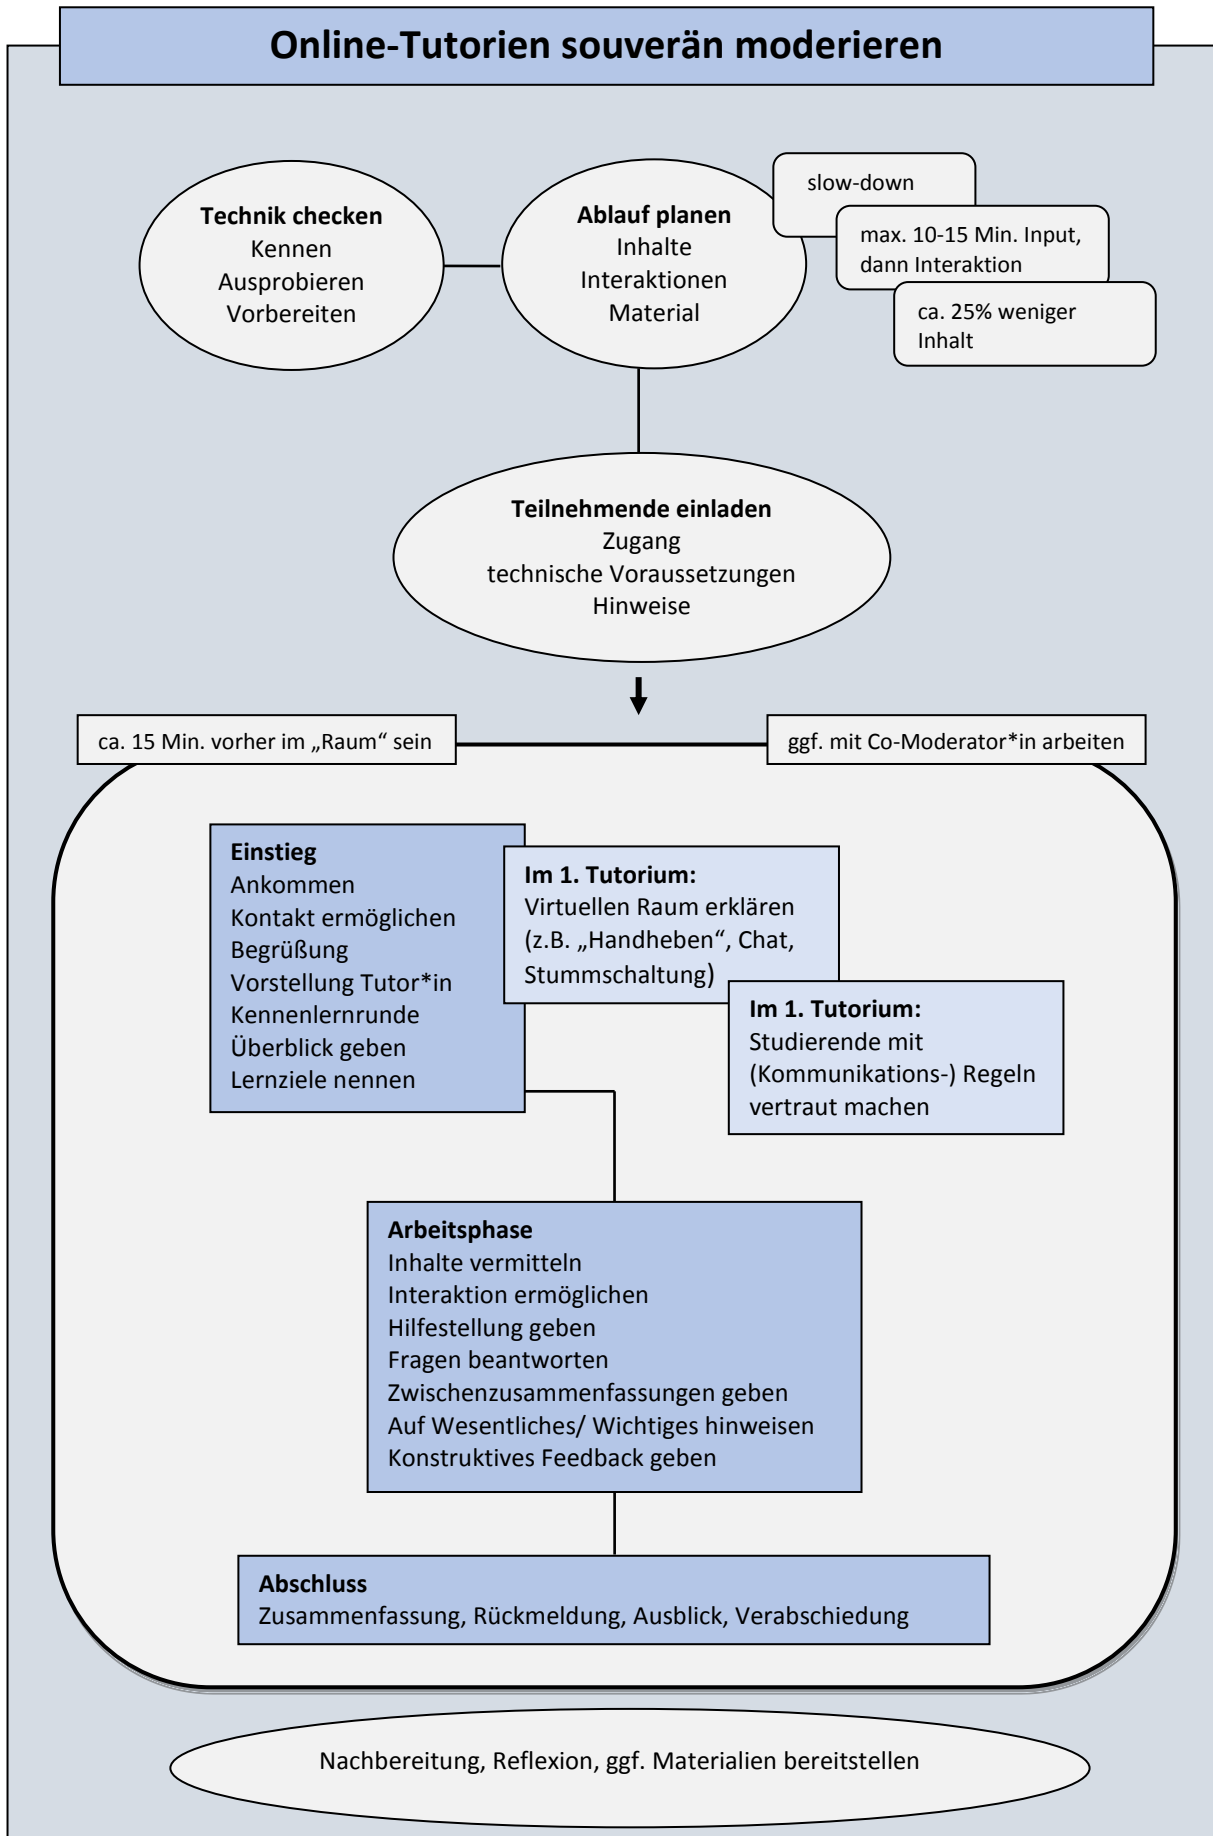 Online-Tutorien souverän moderieren
Technik checken
Kennen
Ausprobieren
Vorbereiten
Ablauf planen
Inhalte
Interaktionen
Material
slow-down
max. 10-15 Min. Input,
dann Interaktion
ca. 25% weniger
Inhalt
Teilnehmende einladen
Zugang
technische Voraussetzungen
Hinweise
ca. 15 Min. vorher im „Raum“ sein
ggf. mit Co-Moderator*in arbeiten
Einstieg
Ankommen
Kontakt ermöglichen
Begrüßung
Vorstellung Tutor*in
Kennenlernrunde
Überblick geben
Lernziele nennen
Im 1. Tutorium:
Virtuellen Raum erklären
(z.B. „Handheben“, Chat,
Stummschaltung)
Im 1. Tutorium:
Studierende mit
(Kommunikations-) Regeln
vertraut machen
Arbeitsphase
Inhalte vermitteln
Interaktion ermöglichen
Hilfestellung geben
Fragen beantworten
Zwischenzusammenfassungen geben
Auf Wesentliches/ Wichtiges hinweisen
Konstruktives Feedback geben
Abschluss
Zusammenfassung, Rückmeldung, Ausblick, Verabschiedung
Nachbereitung, Reflexion, ggf. Materialien bereitstellen